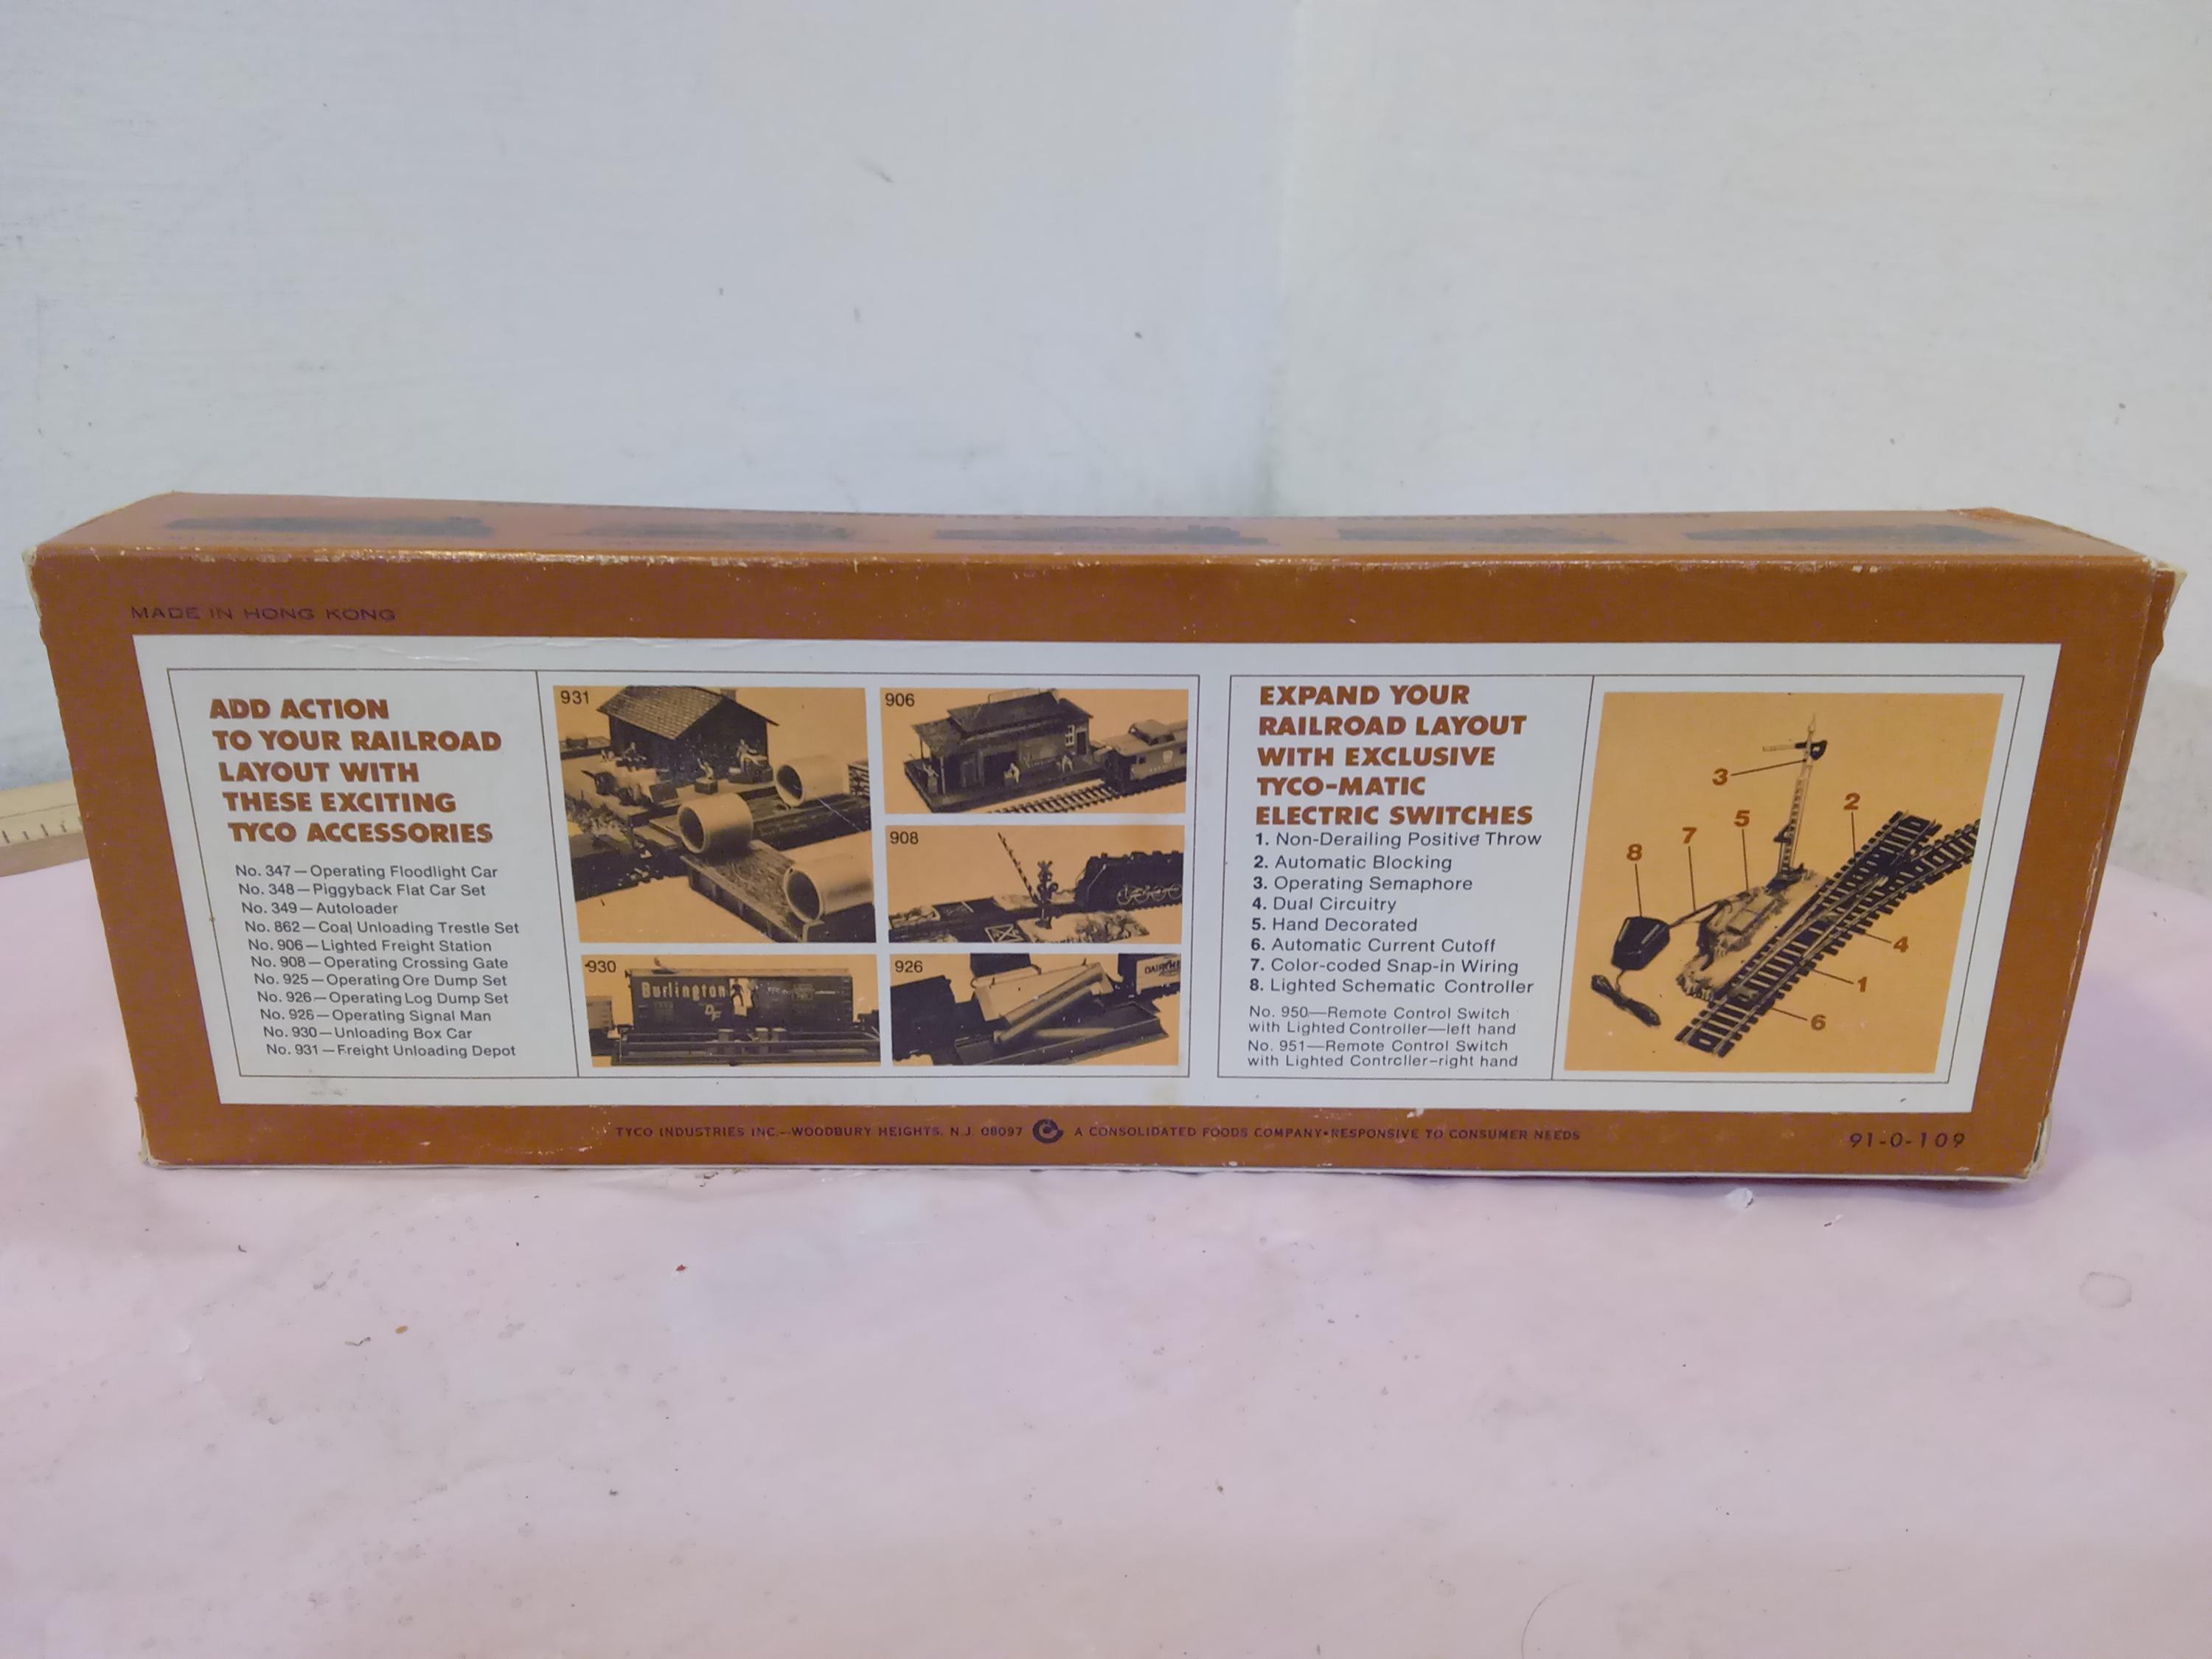 MADE IN HONG KONG
ADD ACTION
TO YOUR RAILROAD
LAYOUT WITH
THESE EXCITING
TYCO ACCESSORIES
No. 347—Operating Floodlight Car
No. 348—Piggyback Flat Car Set
No. 349—Autoloader
No. 862—Coal Unloading Trestle Set
No. 906—Lighted Freight Station
No. 908—Operating Crossing Gate
No. 925—Operating Ore Dump Set
No. 926—Operating Log Dump Set
No. 926—Operating Signal Man
No. 930—Unloading Box Car
No. 931—Freight Unloading Depot
931
906
908
930
Burlington
926
EXPAND YOUR
RAILROAD LAYOUT
WITH EXCLUSIVE
TYCO-MATIC
ELECTRIC SWITCHES
1. Non-Derailing Positive Throw
2. Automatic Blocking
3. Operating Semaphore
4. Dual Circuitry
5. Hand Decorated
6. Automatic Current Cutoff
7. Color-coded Snap-in Wiring
8. Lighted Schematic Controller
No. 950—Remote Control Switch
with Lighted Controller—left hand
No. 951—Remote Control Switch
with Lighted Controller—right hand
3
2
5
7
8
4
1
6
TYCO INDUSTRIES INC.—WOODBURY HEIGHTS, N.J. 08097 A CONSOLIDATED FOODS COMPANY•RESPONSIVE TO CONSUMER NEEDS
91-0-109